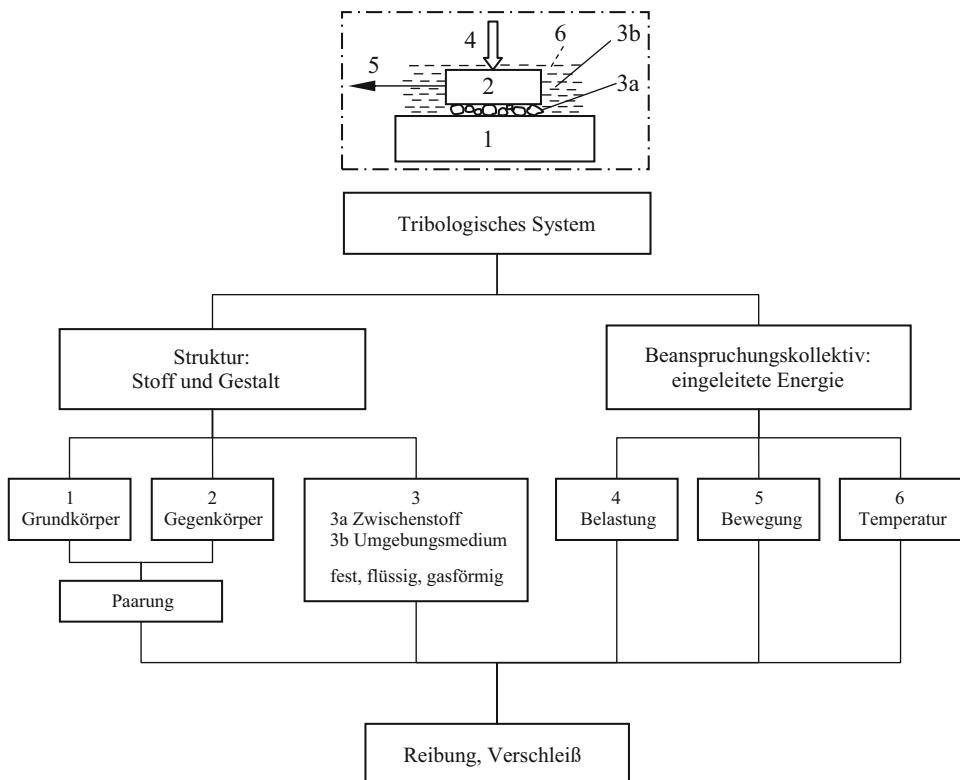 4
6
3b
5
2
3a
1
Tribologisches System
Struktur:
Stoff und Gestalt
Beanspruchungskollektiv:
eingeleitete Energie
1
Grundkörper
2
Gegenkörper
3
3a Zwischenstoff
3b Umgebungsmedium
fest, flüssig, gasförmig
4
Belastung
5
Bewegung
6
Temperatur
Paarung
Reibung, Verschleiß